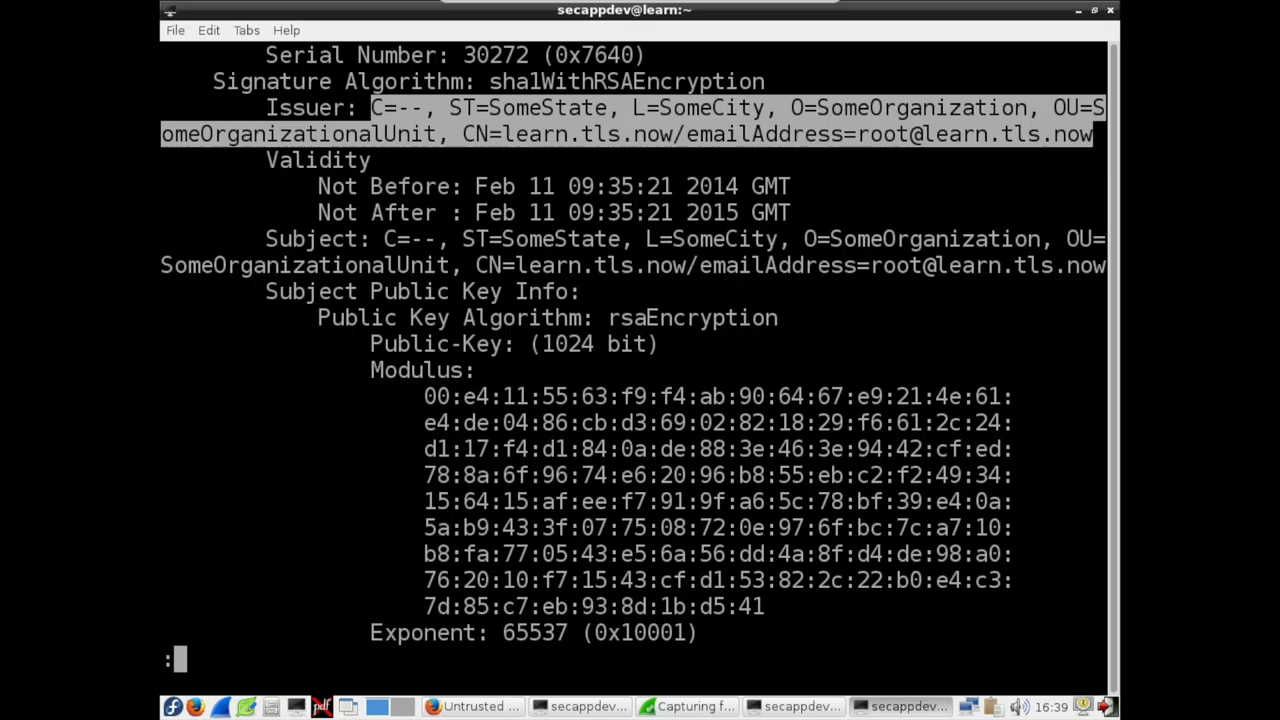 secappdev@learn:~
File Edit Tabs Help
Serial Number: 30272 (0x7640)
Signature Algorithm: sha1WithRSAEncryption
Issuer: C=--, ST=SomeState, L=SomeCity, O=SomeOrganization, OU=S
omeOrganizationalUnit, CN=learn.tls.now/emailAddress=root@learn.tls.now
Validity
Not Before: Feb 11 09:35:21 2014 GMT
Not After : Feb 11 09:35:21 2015 GMT
Subject: C=--, ST=SomeState, L=SomeCity, O=SomeOrganization, OU=
SomeOrganizationalUnit, CN=learn.tls.now/emailAddress=root@learn.tls.now
Subject Public Key Info:
Public Key Algorithm: rsaEncryption
Public-Key: (1024 bit)
Modulus:
00:e4:11:55:63:f9:f4:ab:90:64:67:e9:21:4e:61:
e4:de:04:86:cb:d3:69:02:82:18:29:f6:61:2c:24:
d1:17:f4:d1:84:0a:de:88:3e:46:3e:94:42:cf:ed:
78:8a:6f:96:74:e6:20:96:b8:55:eb:c2:f2:49:34:
15:64:15:af:ee:f7:91:9f:a6:5c:78:bf:39:e4:0a:
5a:b9:43:3f:07:75:08:72:0e:97:6f:bc:7c:a7:10:
b8:fa:77:05:43:e5:6a:56:dd:4a:8f:d4:de:98:a0:
76:20:10:f7:15:43:cf:d1:53:82:2c:22:b0:e4:c3:
7d:85:c7:eb:93:8d:1b:d5:41
Exponent: 65537 (0x10001)
:
pdf Untrusted ... secappdev... Capturing f... secappdev... secappdev... 16:39